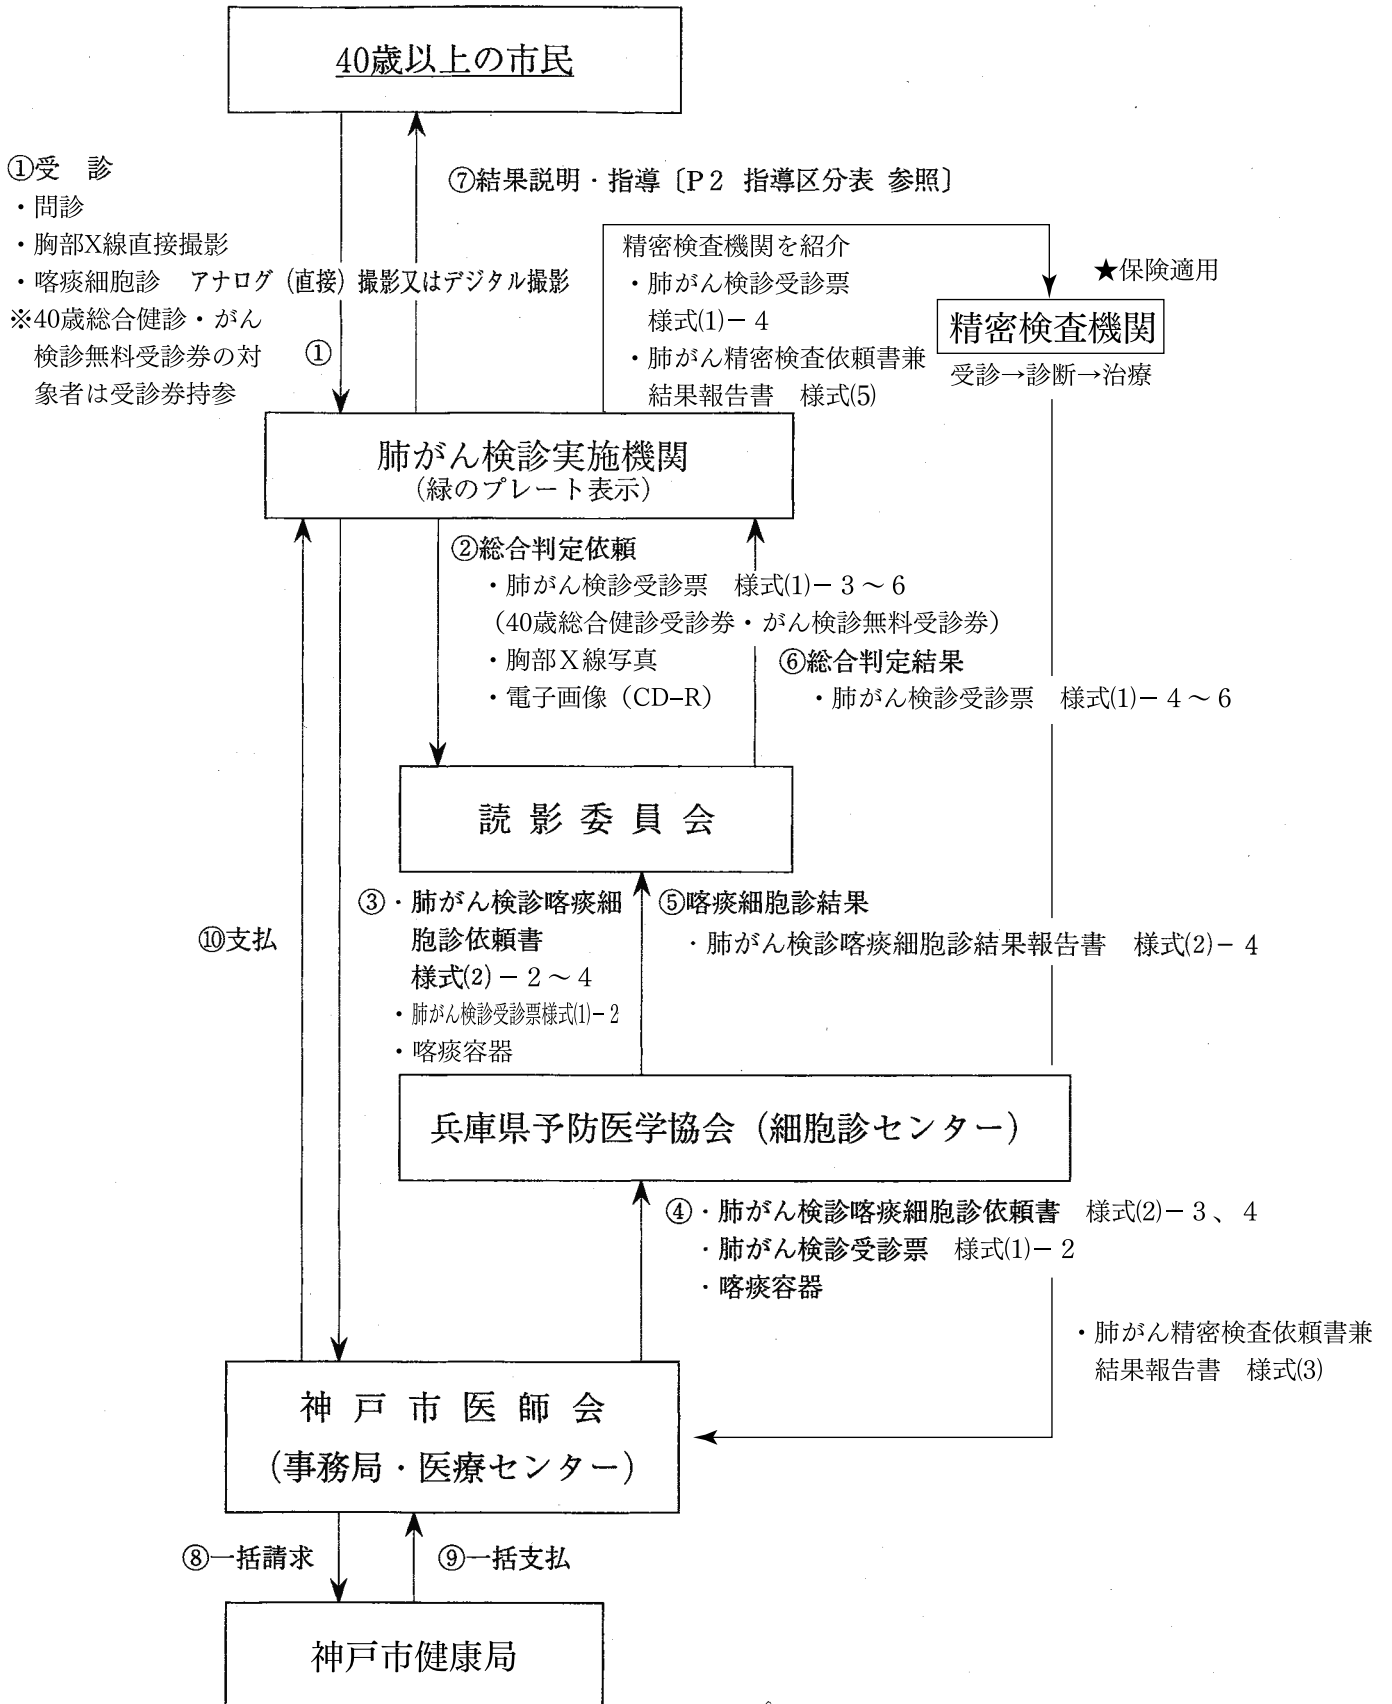 40歳以上の市民
①受　診
・問診
・胸部X線直接撮影
・喀痰細胞診　アナログ（直接）撮影又はデジタル撮影
※40歳総合健診・がん
検診無料受診券の対
象者は受診券持参
①
⑦結果説明・指導〔P２ 指導区分表 参照〕
精密検査機関を紹介
・肺がん検診受診票
様式⑴－４
・肺がん精密検査依頼書兼
結果報告書　様式⑸
★保険適用
精密検査機関
受診→診断→治療
肺がん検診実施機関
（緑のプレート表示）
②総合判定依頼
・肺がん検診受診票　様式⑴－３～６
（40歳総合健診受診券・がん検診無料受診券）
・胸部Ｘ線写真
・電子画像（CD–R）
⑥総合判定結果
・肺がん検診受診票　様式⑴－４～６
読影委員会
③・肺がん検診喀痰細
胞診依頼書
様式⑵－２～４
・肺がん検診受診票様式⑴－２
・喀痰容器
⑤喀痰細胞診結果
・肺がん検診喀痰細胞診結果報告書　様式⑵－４
⑩支払
兵庫県予防医学協会（細胞診センター）
④・肺がん検診喀痰細胞診依頼書　様式⑵－３、４
・肺がん検診受診票　様式⑴－２
・喀痰容器
・肺がん精密検査依頼書兼
結果報告書　様式⑶
神戸市医師会
（事務局・医療センター）
⑧一括請求
⑨一括支払
神戸市健康局